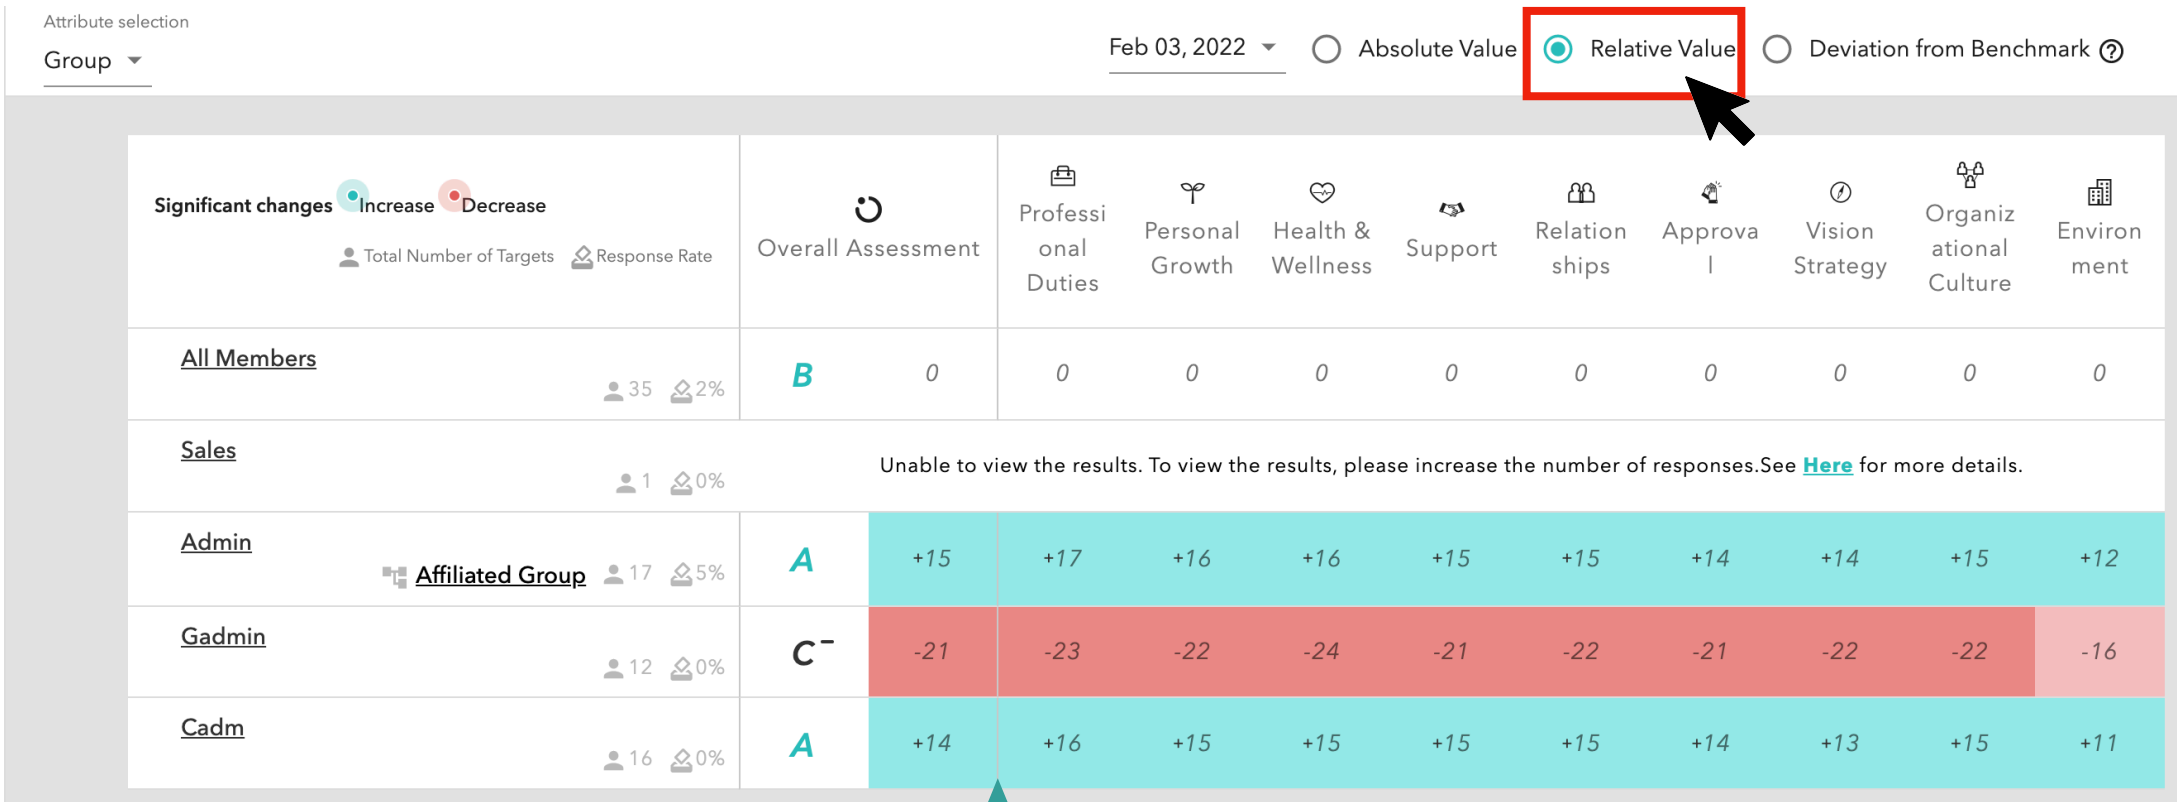 Attribute selection
Group
Feb 03, 2022 Absolute Value Relative Value Deviation from Benchmark ?
Significant changes Increase Decrease
Total Number of Targets Response Rate
Overall Assessment
Professi
onal
Duties
Personal
Growth
Health &
Wellness
Support
Relation
ships
Approva
l
Vision
Strategy
Organiz
ational
Culture
Environ
ment
All Members
35 2%
B 0 0 0 0 0 0 0 0 0 0
Sales
1 0%
Unable to view the results. To view the results, please increase the number of responses.See Here for more details.
Admin
Affiliated Group 17 5%
A +15 +17 +16 +16 +15 +15 +14 +14 +15 +12
Gadmin
12 0%
C- -21 -23 -22 -24 -21 -22 -21 -22 -22 -16
Cadm
16 0%
A +14 +16 +15 +15 +15 +15 +14 +13 +15 +11